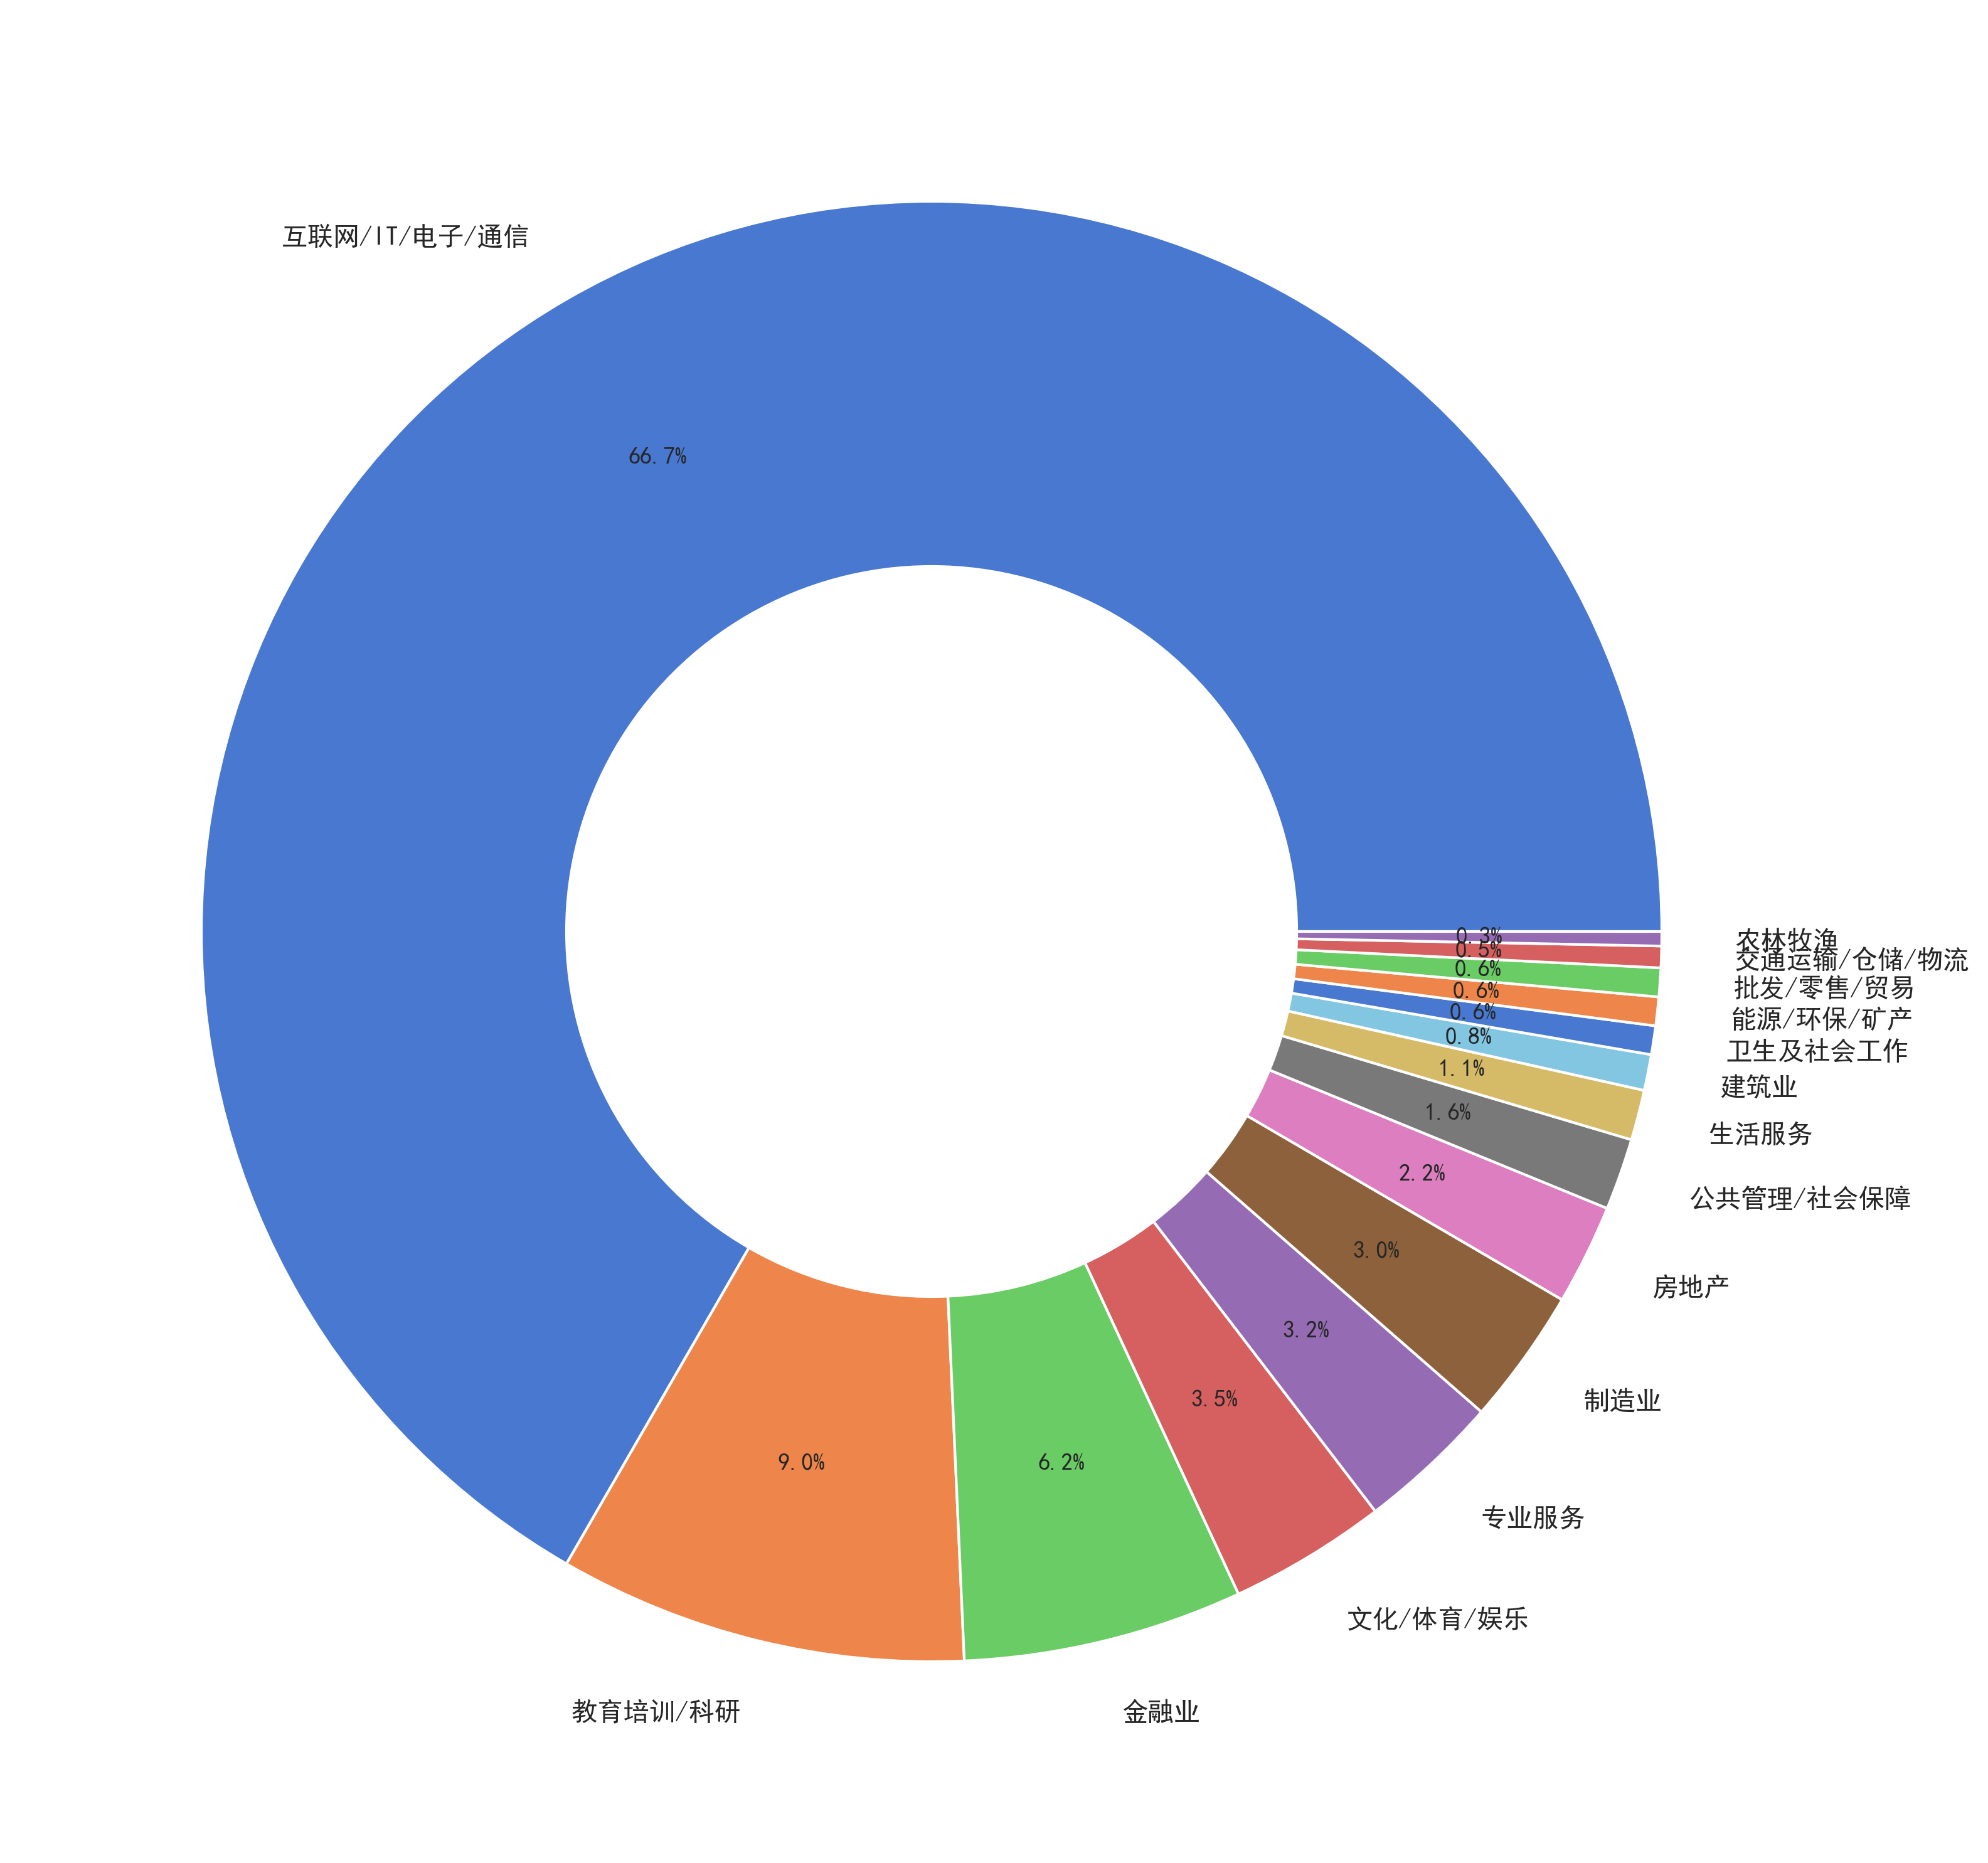 互联网/IT/电子/通信
66.7%
农林牧渔
0.3%
交通运输/仓储/物流
0.5%
批发/零售/贸易
0.6%
能源/环保/矿产
0.6%
卫生及社会工作
0.6%
建筑业
0.8%
生活服务
1.1%
公共管理/社会保障
1.6%
房地产
2.2%
制造业
3.0%
专业服务
3.2%
文化/体育/娱乐
3.5%
金融业
6.2%
教育培训/科研
9.0%